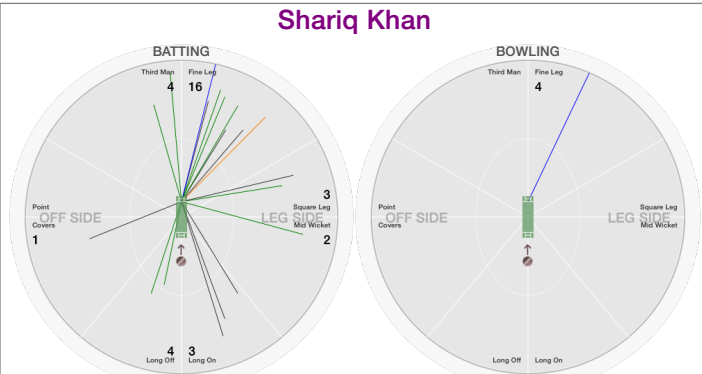 Shariq Khan
BATTING
Third Man
Fine Leg
4
16
Point
OFF SIDE
Covers
1
3
Square Leg
LEG SIDE
Mid Wicket
2
4
3
Long Off
Long On
BOWLING
Third Man
Fine Leg
4
Point
OFF SIDE
Covers
Square Leg
LEG SIDE
Mid Wicket
Long Off
Long On